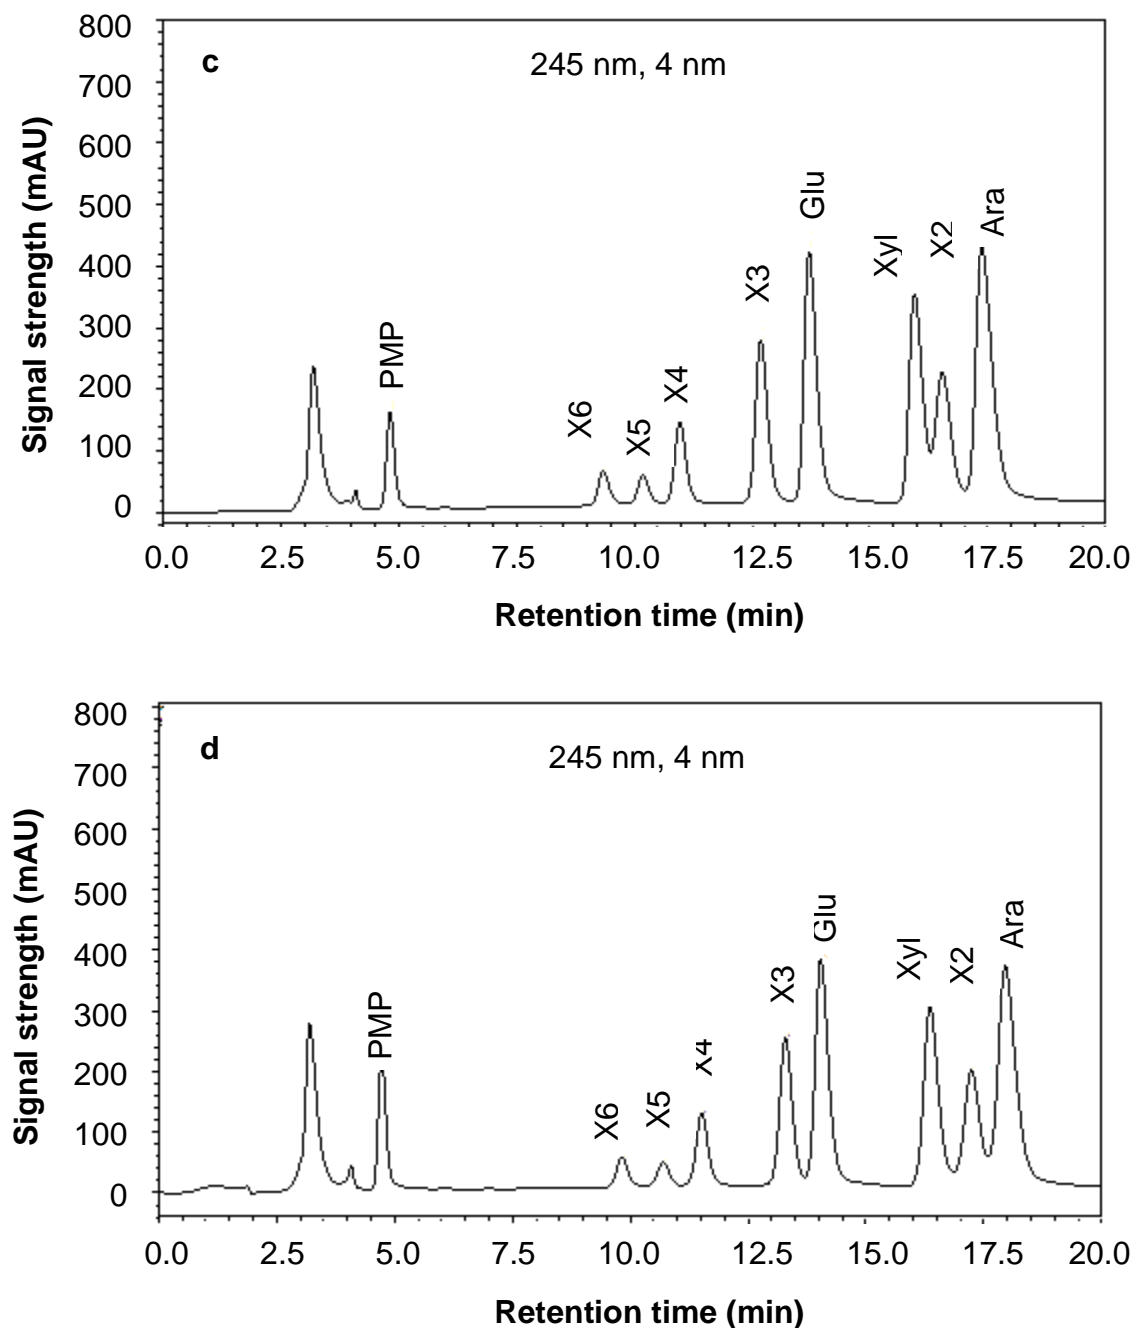 800
c
245 nm, 4 nm
700
600
500
400
300
200
100
0
Signal strength (mAU)
PMP
X6
X5
X4
X3
Glu
Xyl
X2
Ara
0.0 2.5 5.0 7.5 10.0 12.5 15.0 17.5 20.0
Retention time (min)
800
d
245 nm, 4 nm
700
600
500
400
300
200
100
0
Signal strength (mAU)
PMP
X6
X5
X4
X3
Glu
Xyl
X2
Ara
0.0 2.5 5.0 7.5 10.0 12.5 15.0 17.5 20.0
Retention time (min)